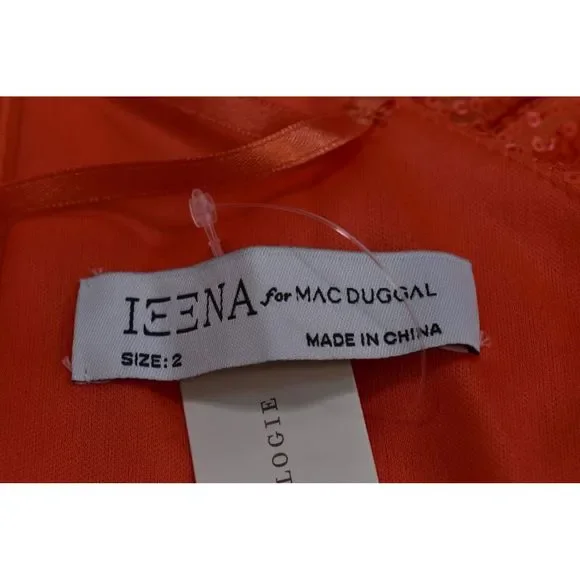 IEENA for MAC DUGGAL
SIZE: 2 MADE IN CHINA
LOGIE